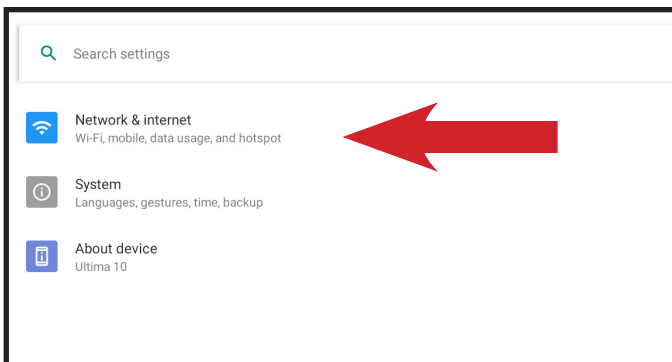 Search settings
Network & internet
Wi-Fi, mobile, data usage, and hotspot
System
Languages, gestures, time, backup
About device
Ultima 10